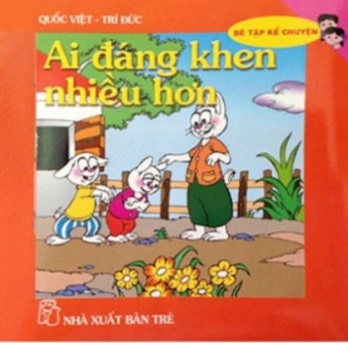 QUỐC VIỆT - TRÍ ĐỨC
BÉ TẬP KỂ CHUYỆN
Ai đáng khen
nhiều hơn
NHÀ XUẤT BẢN TRẺ